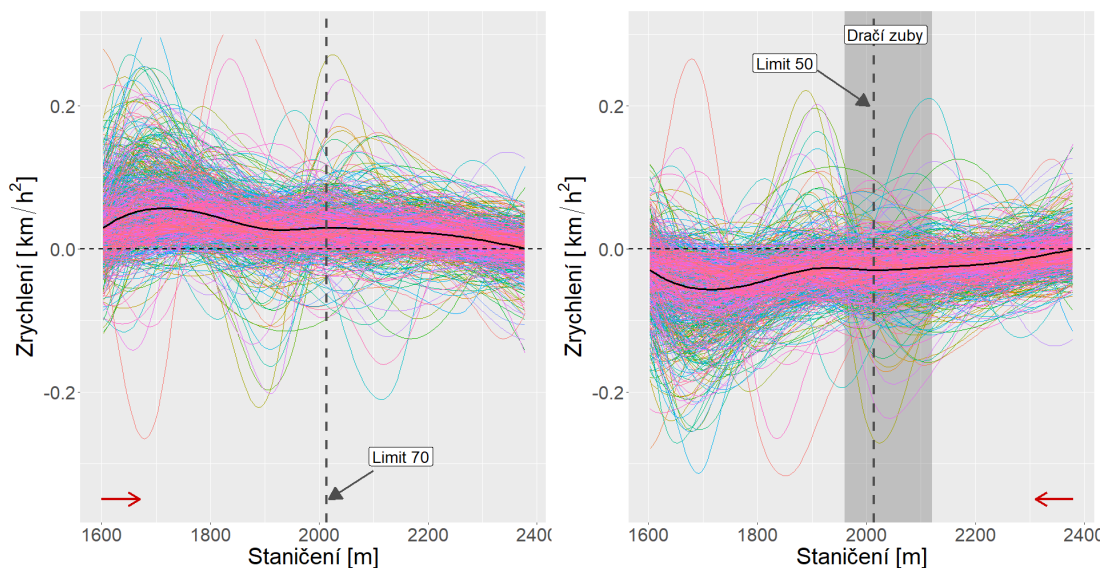 Zrychlení [km/h²]
0.2
0.0
-0.2
Limit 70
1600
1800
2000
2200
2400
Staničení [m]
Zrychlení [km/h²]
0.2
0.0
-0.2
Dračí zuby
Limit 50
1600
1800
2000
2200
2400
Staničení [m]